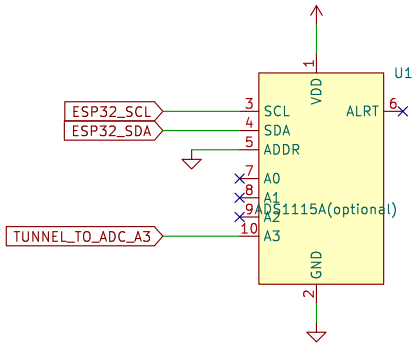 U1
1
VDD
ESP32_SCL 3 SCL ALRT 6
ESP32_SDA 4 SDA
5 ADDR
7 A0
8 A1
ADS1115A(optional)
9 A2
TUNNEL_TO_ADC_A3 10 A3
GND
2